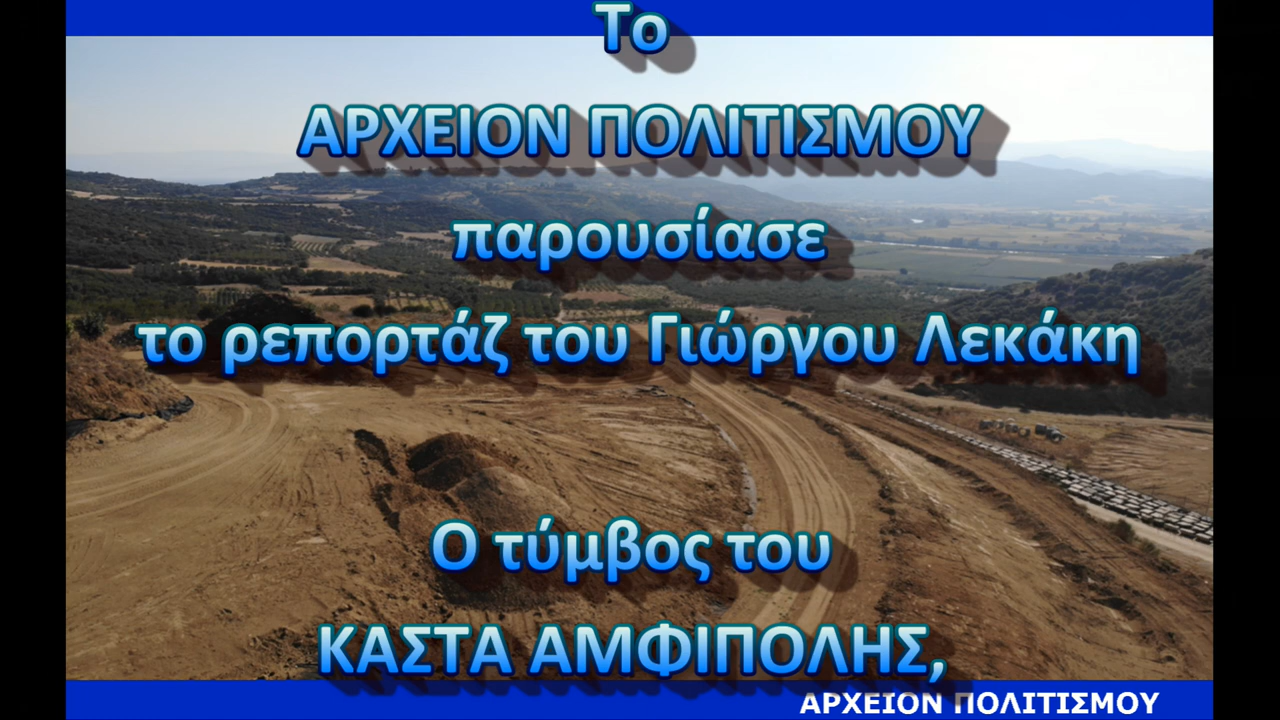 Το
ΑΡΧΕΙΟΝ ΠΟΛΙΤΙΣΜΟΥ
παρουσίασε
το ρεπορτάζ του Γιώργου Λεκάκη
Ο τύμβος του
ΚΑΣΤΑ ΑΜΦΙΠΟΛΗΣ,
ΑΡΧΕΙΟΝ ΠΟΛΙΤΙΣΜΟΥ